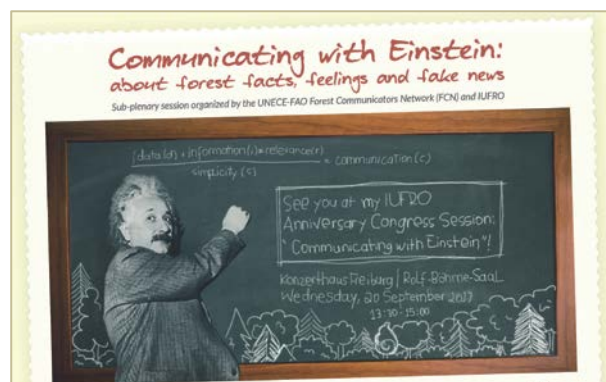 Communicating with Einstein:
about forest facts, feelings and fake news
Sub-plenary session organized by the UNECE-FAO Forest Communicators Network (FCN) and IUFRO
(data(d) + information(i))*relevance(r)
simplicity (s)
= communication (c)
See you at my IUFRO
Anniversary Congress Session:
"Communicating with Einstein"!
Konzerthaus Freiburg / Rolf-Böhme-Saal
Wednesday, 20 September 2017
13:30 - 15:00